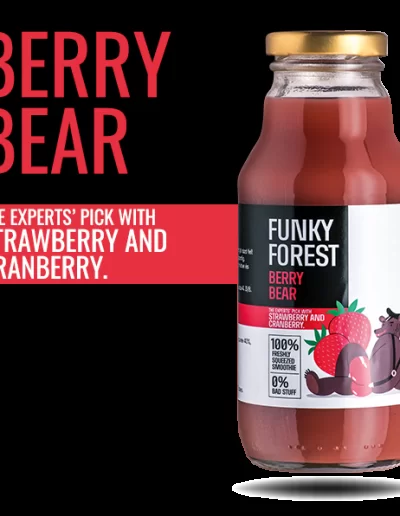 BERRY
BEAR
E EXPERTS' PICK WITH
TRAWBERRY AND
RANBERRY.
FUNKY
FOREST
BERRY
BEAR
THE EXPERTS' PICK WITH
STRAWBERRY AND
CRANBERRY.
100%
FRESHLY
SQUEEZED
SMOOTHIE
0%
BAD STUFF